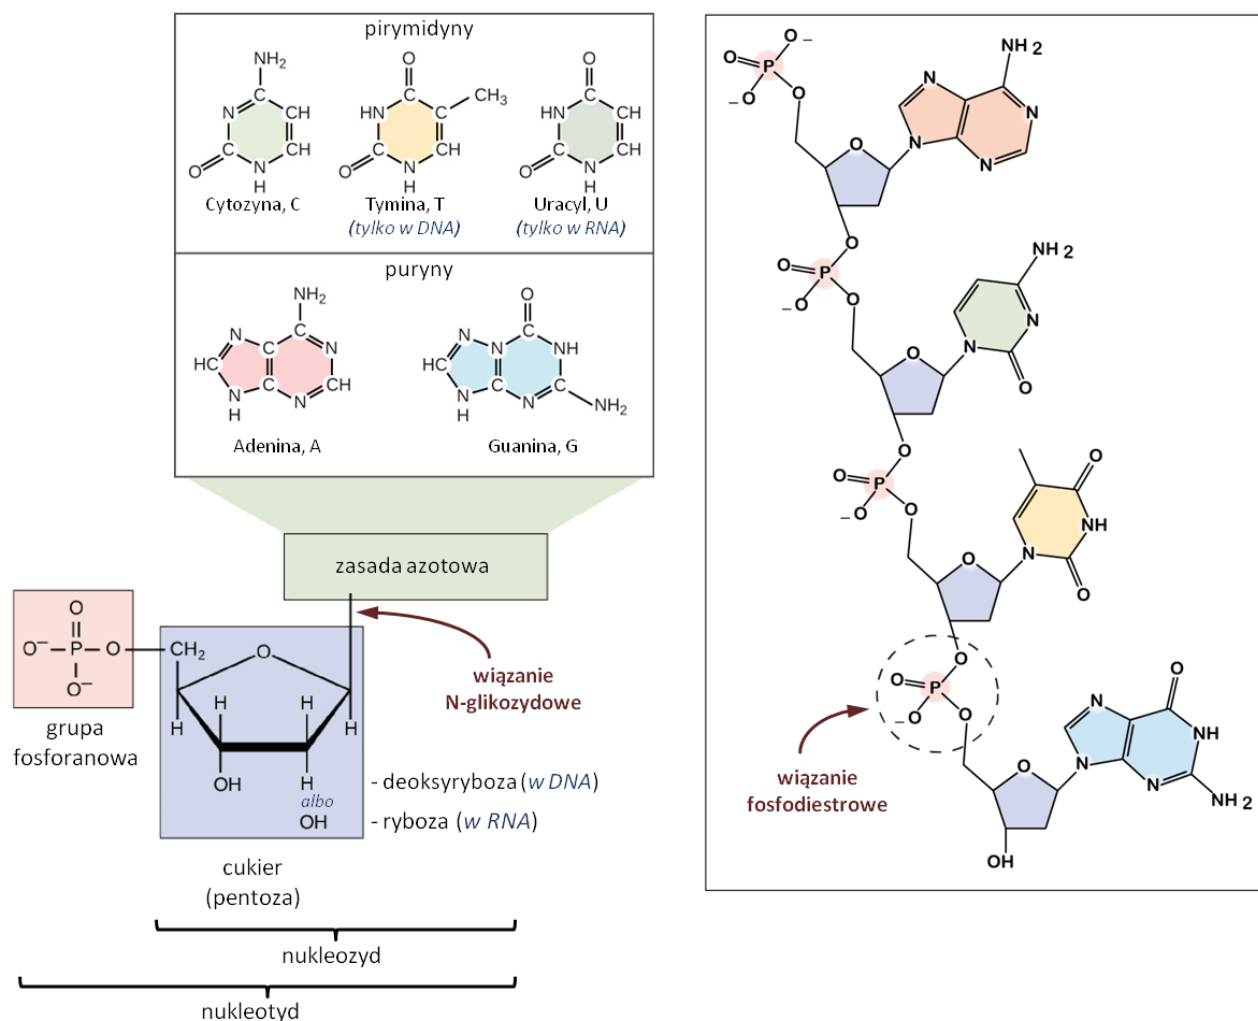 pirymidyny
NH₂
C
N
CH
C
CH
O
N
H
Cytozyna, C
O
C
HN
C
CH₃
C
CH
O
N
H
Tymina, T
(tylko w DNA)
O
C
HN
CH
C
CH
O
N
H
Uracyl, U
(tylko w RNA)
puryny
NH₂
N
C
C
N
HC
C
CH
N
N
H
Adenina, A
O
N
C
N
NH
HC
C
C
N
N
H
NH₂
Guanina, G
zasada azotowa
O
O⁻
P
O
O⁻
grupa
fosforanowa
CH₂
O
H
H
H
H
OH
H
albo
OH
wiązanie
N-glikozydowe
- deoksyryboza (w DNA)
- ryboza (w RNA)
cukier
(pentoza)
nukleozyd
nukleotyd
O
–
O
P
–
O
O
NH 2
N
N
N
N
O
O
O
P
–
O
O
NH 2
N
N
O
O
O
O
P
–
O
O
O
NH
N
O
O
O
O
P
–
O
O
O
N
NH
N
N
NH 2
O
OH
wiązanie
fosfodiestrowe